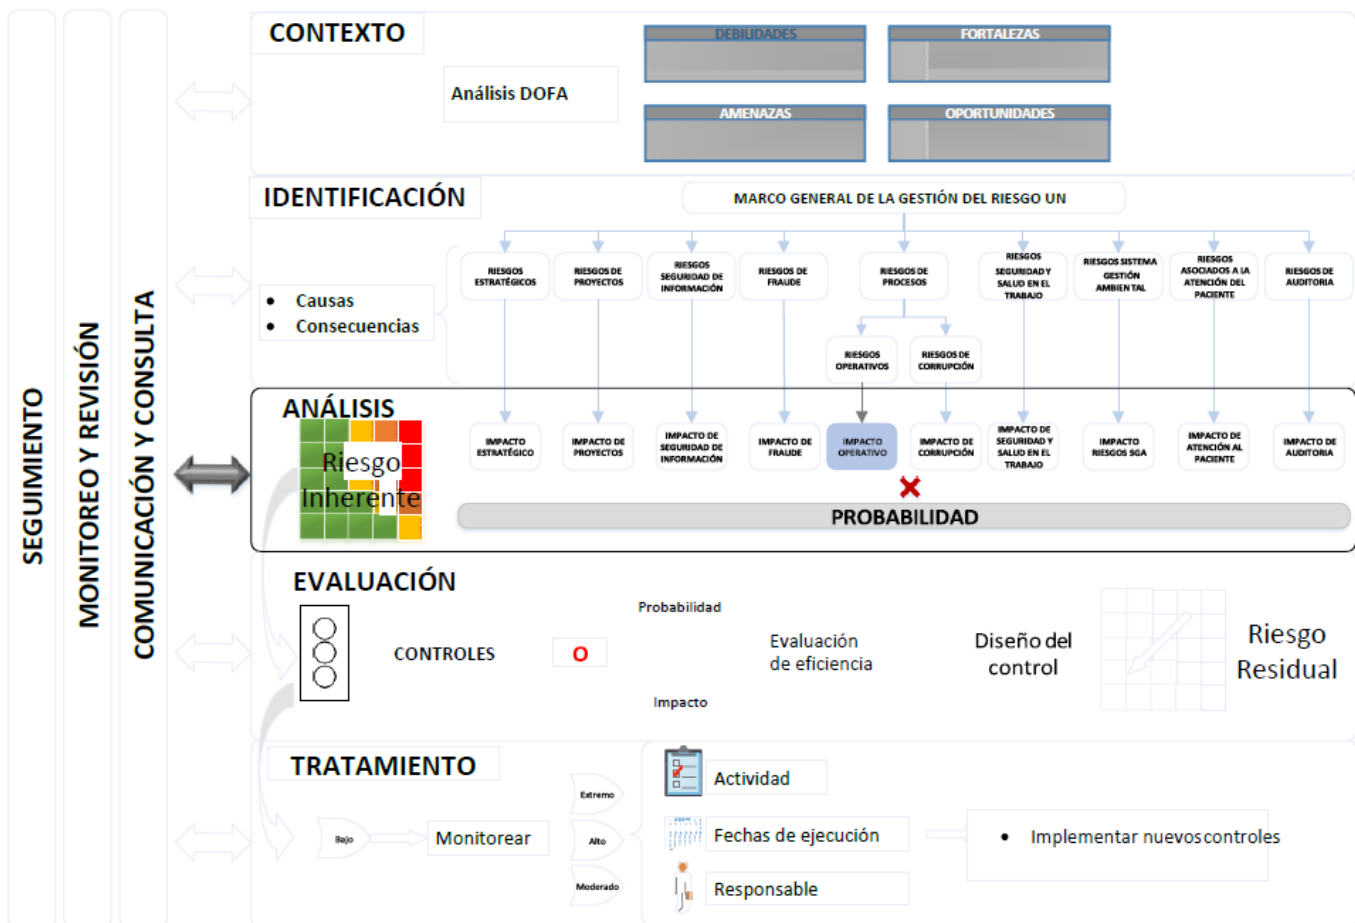 SEGUIMIENTO
MONITOREO Y REVISIÓN
COMUNICACIÓN Y CONSULTA
CONTEXTO
Análisis DOFA
DEBILIDADES
FORTALEZAS
AMENAZAS
OPORTUNIDADES
IDENTIFICACIÓN
MARCO GENERAL DE LA GESTIÓN DEL RIESGO UN
• Causas
• Consecuencias
RIESGOS
ESTRATÉGICOS
RIESGOS DE
PROYECTOS
RIESGOS
SEGURIDAD DE
INFORMACIÓN
RIESGOS DE
FRAUDE
RIESGOS DE
PROCESOS
RIESGOS
SEGURIDAD Y
SALUD EN EL
TRABAJO
RIESGOS SISTEMA
GESTIÓN
AMBIENTAL
RIESGOS
ASOCIADOS A LA
ATENCIÓN DEL
PACIENTE
RIESGOS DE
AUDITORIA
RIESGOS
OPERATIVOS
RIESGOS DE
CORRUPCIÓN
ANÁLISIS
Riesgo
Inherente
IMPACTO
ESTRATÉGICO
IMPACTO DE
PROYECTOS
IMPACTO DE
SEGURIDAD DE
INFORMACIÓN
IMPACTO DE
FRAUDE
IMPACTO
OPERATIVO
IMPACTO DE
CORRUPCIÓN
IMPACTO DE
SEGURIDAD Y
SALUD EN EL
TRABAJO
IMPACTO
RIESGOS SGA
IMPACTO DE
ATENCIÓN AL
PACIENTE
IMPACTO DE
AUDITORIA
PROBABILIDAD
EVALUACIÓN
CONTROLES
O
Probabilidad
Impacto
Evaluación
de eficiencia
Diseño del
control
Riesgo
Residual
TRATAMIENTO
Bajo
Monitorear
Extremo
Alto
Moderado
Actividad
Fechas de ejecución
Responsable
• Implementar nuevos controles